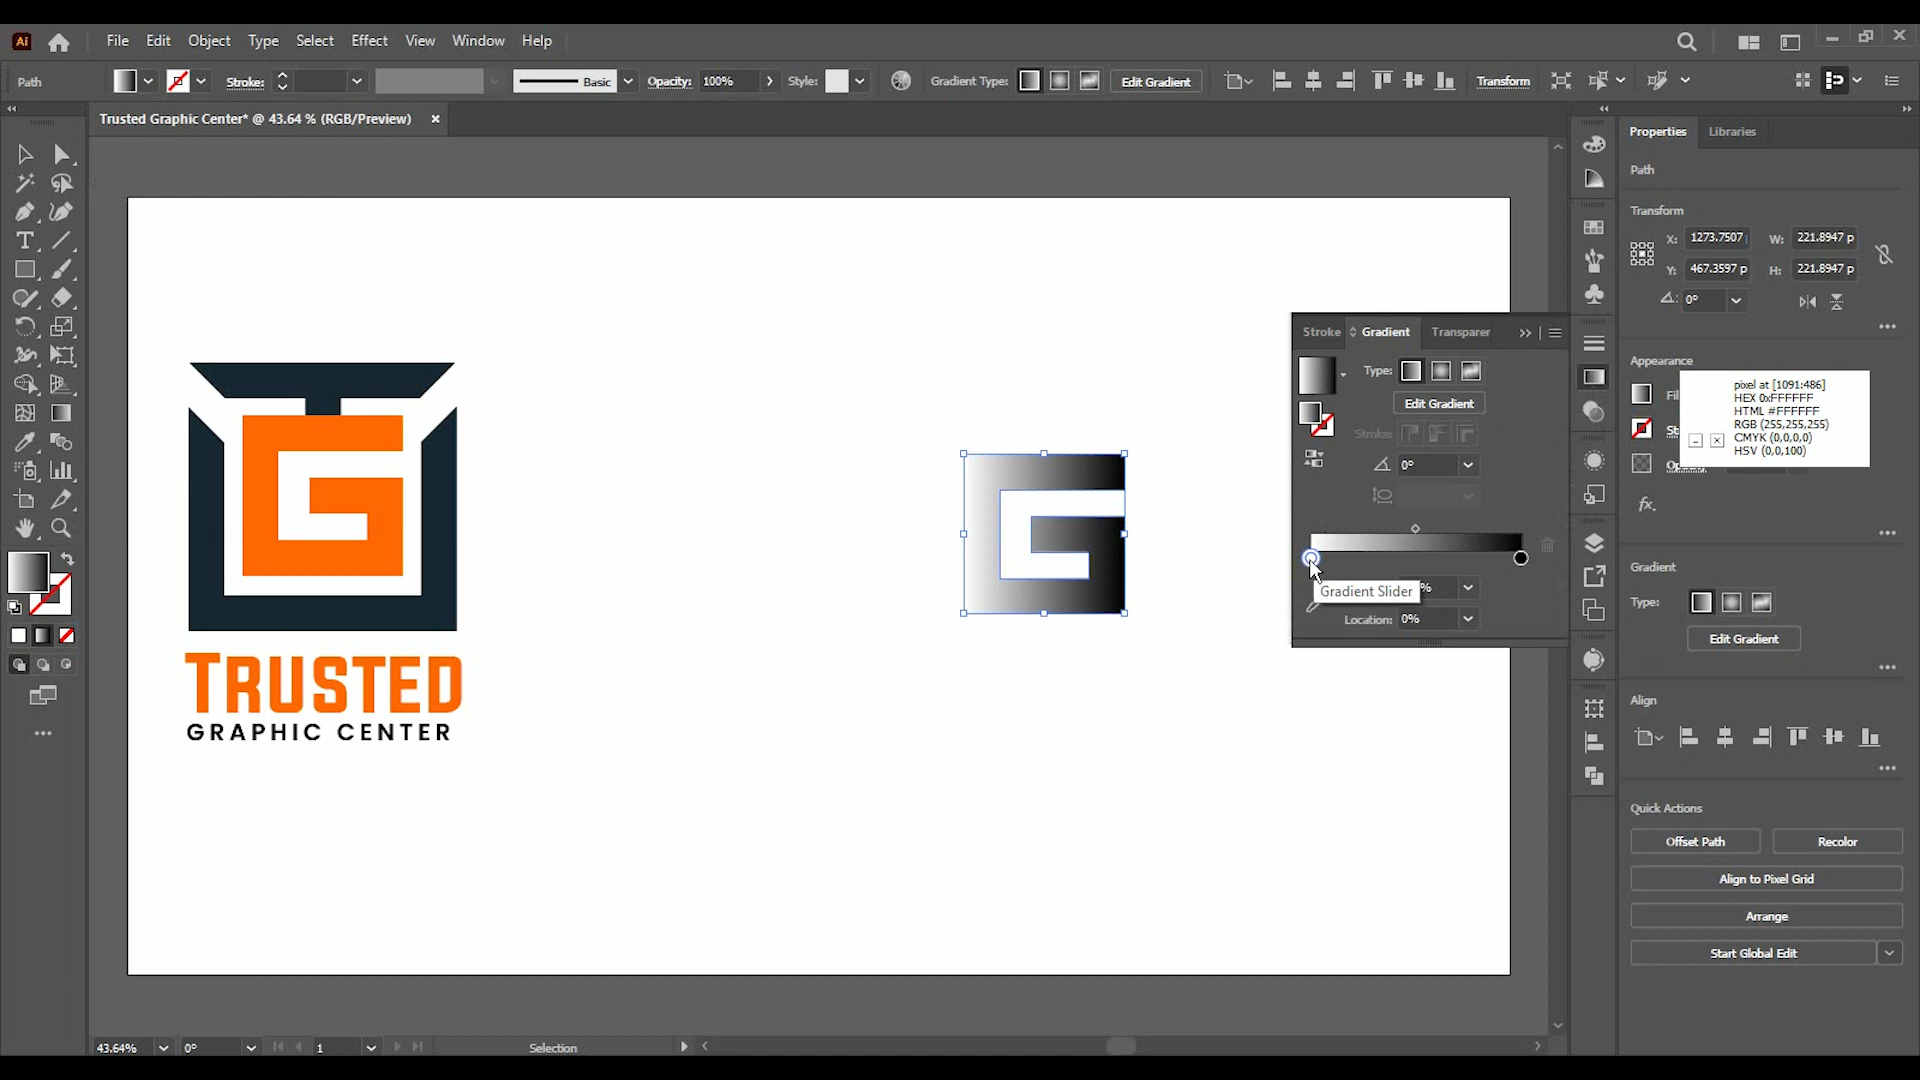 Ai
File Edit Object Type Select Effect View Window Help
Path
Stroke:
Basic
Opacity: 100%
Style:
Gradient Type:
Edit Gradient
Transform
Trusted Graphic Center* @ 43.64 % (RGB/Preview) ×
Properties Libraries
Path
Transform
X: 1273.7507 W: 221.8947 p
Y: 467.3597 p H: 221.8947 p
0°
Appearance
pixel at [1091:486]
HEX 0xFFFFFF
HTML #FFFFFF
RGB (255,255,255)
CMYK (0,0,0,0)
HSV (0,0,100)
Stroke Gradient Transparen
Type:
Edit Gradient
Stroke:
0°
Gradient Slider
%
Location: 0%
fx.
Gradient
Type:
Edit Gradient
Align
Quick Actions
Offset Path Recolor
Align to Pixel Grid
Arrange
Start Global Edit
G
TRUSTED
GRAPHIC CENTER
G
43.64% 0° 1 Selection